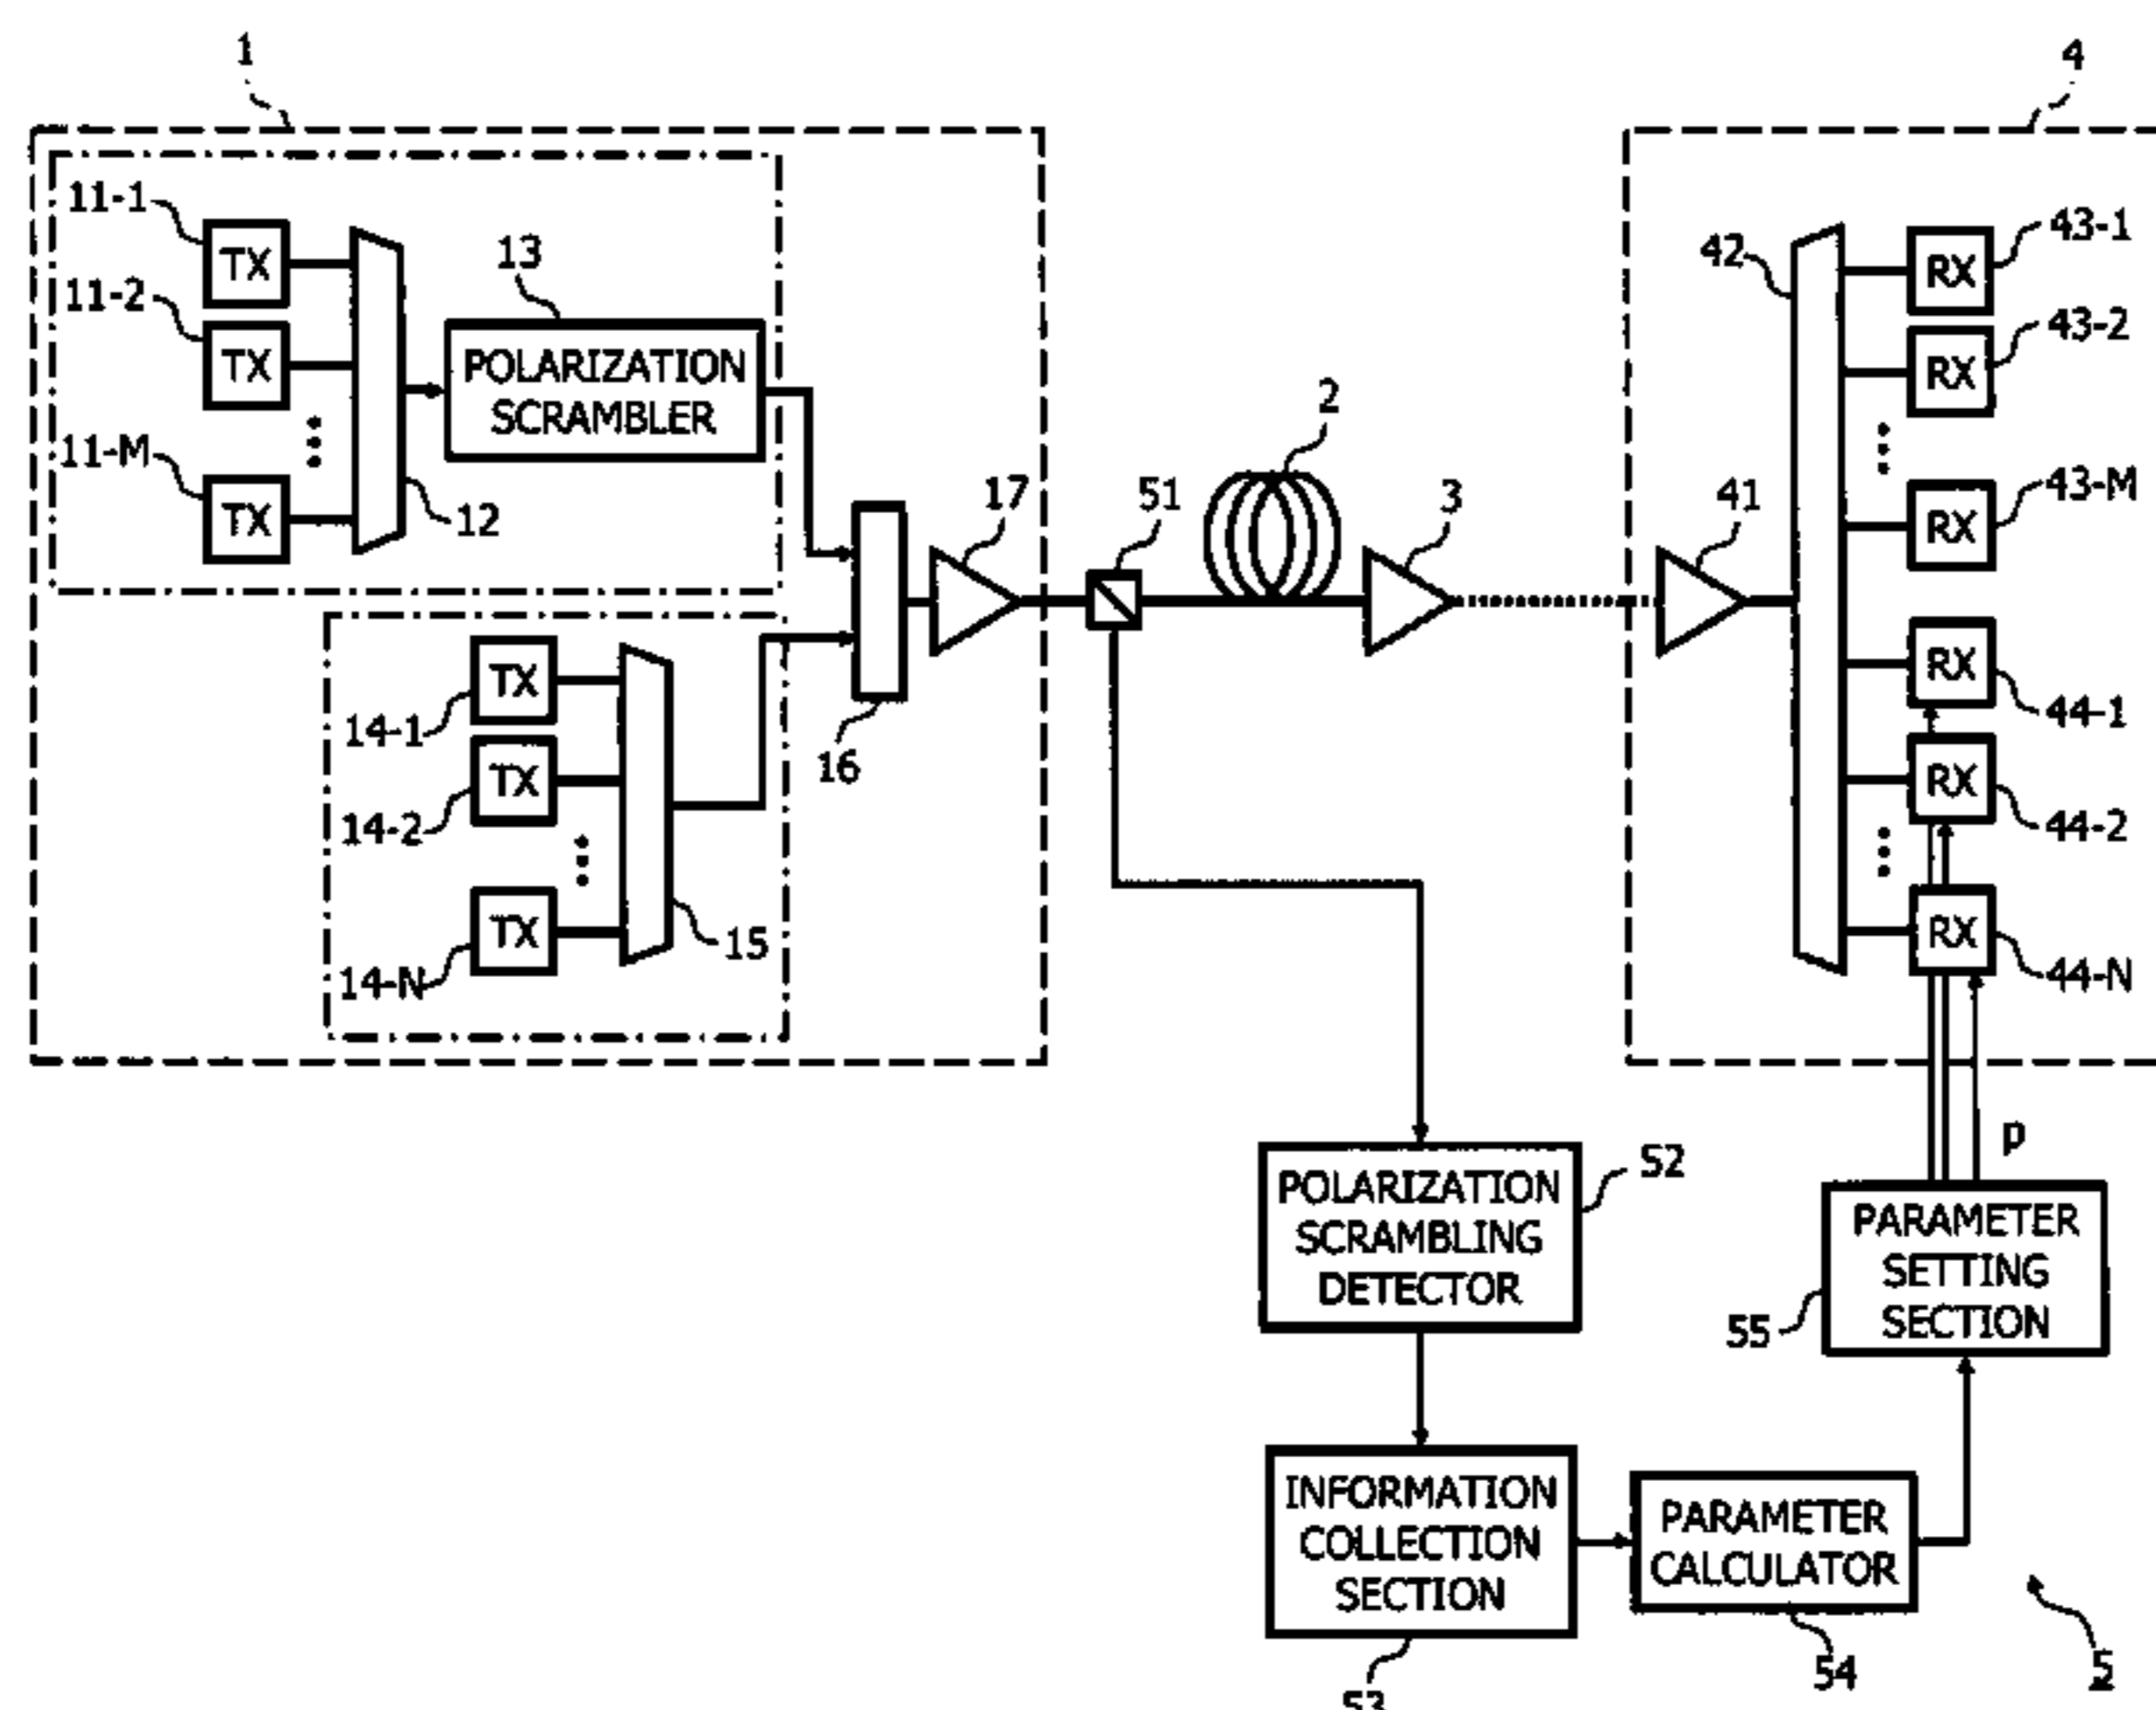 1
4
11-1
TX
11-2
TX
11-M
TX
12
13
POLARIZATION
SCRAMBLER
14-1
TX
14-2
TX
14-N
TX
15
16
17
51
2
3
41
42
RX
43-1
RX
43-2
RX
43-M
RX
44-1
RX
44-2
RX
44-N
p
POLARIZATION
SCRAMBLING
DETECTOR
52
PARAMETER
SETTING
SECTION
55
INFORMATION
COLLECTION
SECTION
53
PARAMETER
CALCULATOR
54
5